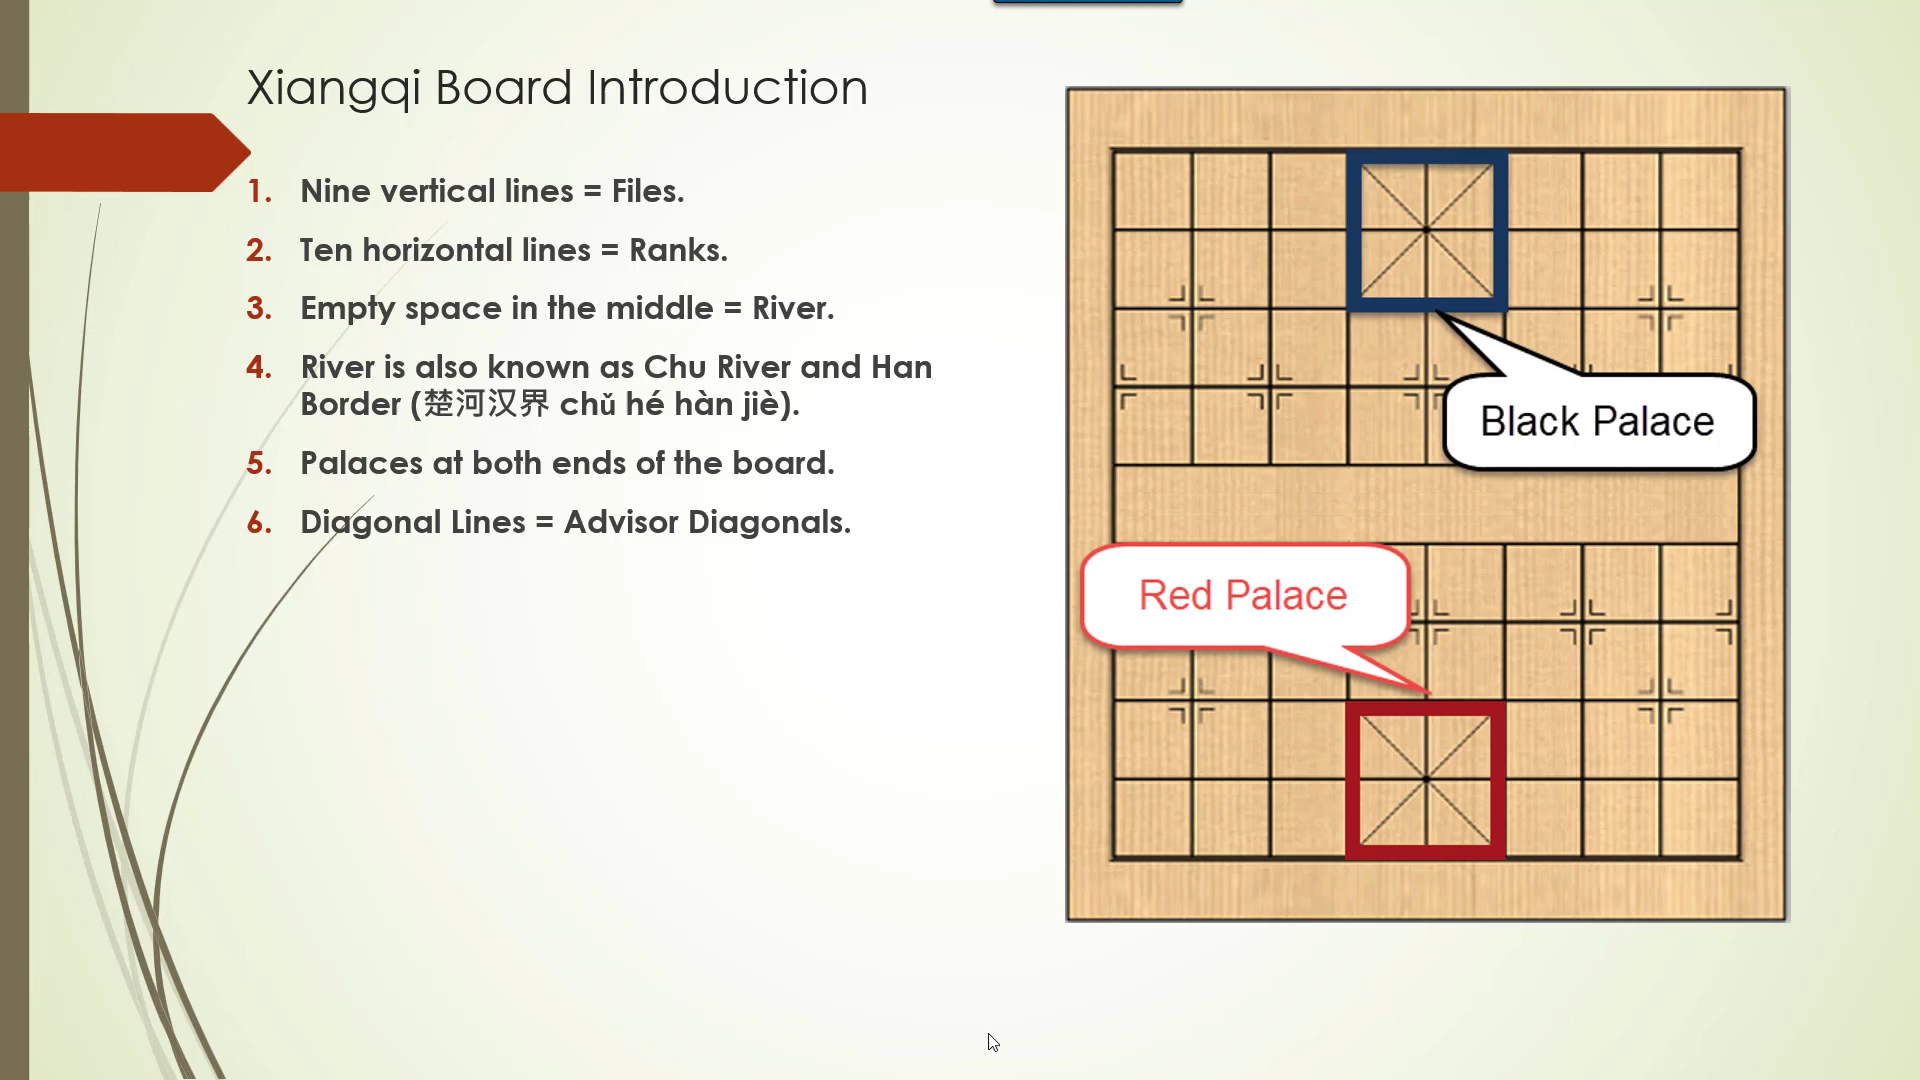 Xiangqi Board Introduction
1. Nine vertical lines = Files.
2. Ten horizontal lines = Ranks.
3. Empty space in the middle = River.
4. River is also known as Chu River and Han
Border (楚河汉界 chǔ hé hàn jiè).
5. Palaces at both ends of the board.
6. Diagonal Lines = Advisor Diagonals.
Black Palace
Red Palace